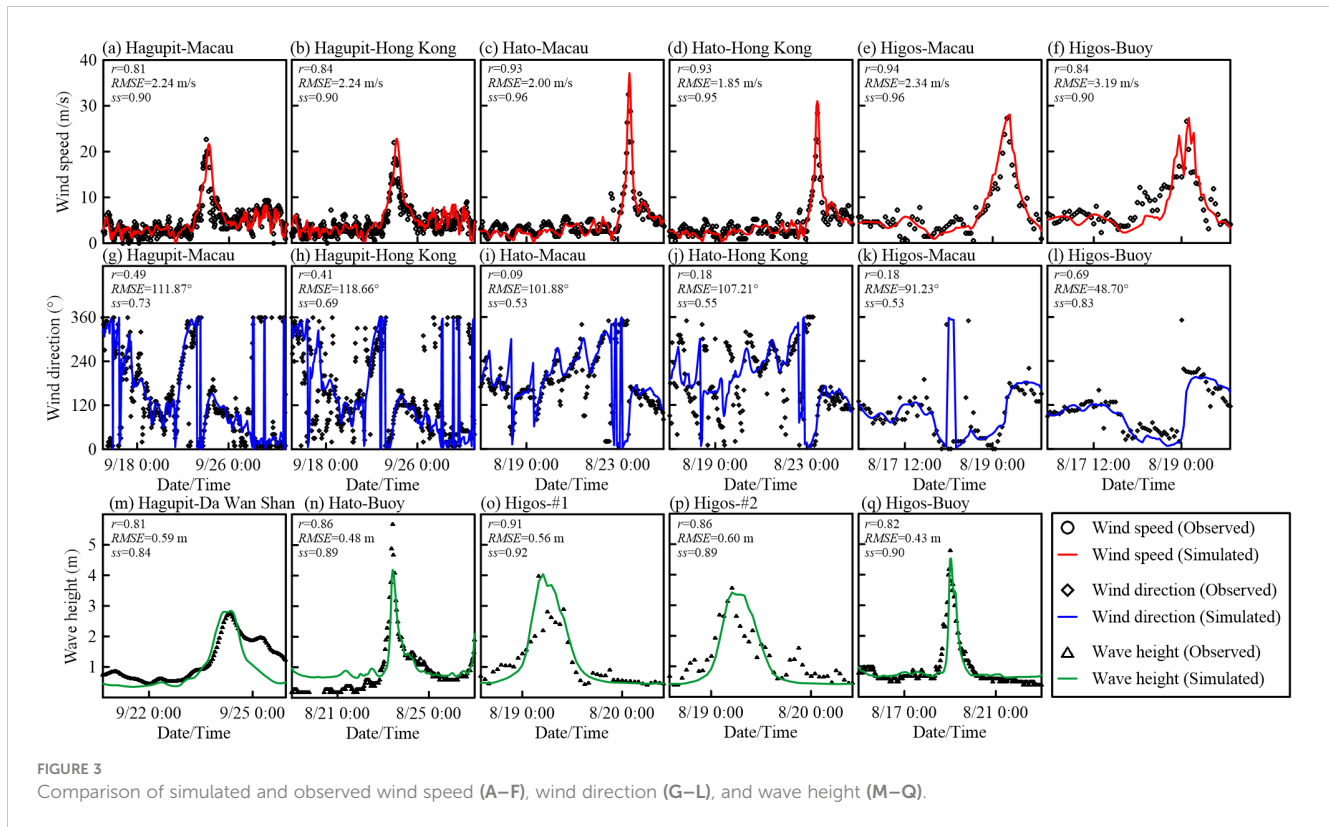 (a) Hagupit-Macau (b) Hagupit-Hong Kong (c) Hato-Macau (d) Hato-Hong Kong (e) Higos-Macau (f) Higos-Buoy
r=0.81 r=0.84 r=0.93 r=0.93 r=0.94 r=0.84
RMSE=2.24 m/s RMSE=2.24 m/s RMSE=2.00 m/s RMSE=1.85 m/s RMSE=2.34 m/s RMSE=3.19 m/s
ss=0.90 ss=0.90 ss=0.96 ss=0.95 ss=0.96 ss=0.90
Wind speed (m/s)
40
30
20
10
0
(g) Hagupit-Macau (h) Hagupit-Hong Kong (i) Hato-Macau (j) Hato-Hong Kong (k) Higos-Macau (l) Higos-Buoy
r=0.49 r=0.41 r=0.09 r=0.18 r=0.18 r=0.69
RMSE=111.87° RMSE=118.66° RMSE=101.88° RMSE=107.21° RMSE=91.23° RMSE=48.70°
ss=0.73 ss=0.69 ss=0.53 ss=0.55 ss=0.53 ss=0.83
Wind direction (°)
360
240
120
0
9/18 0:00 9/26 0:00 9/18 0:00 9/26 0:00 8/19 0:00 8/23 0:00 8/19 0:00 8/23 0:00 8/17 12:00 8/19 0:00 8/17 12:00 8/19 0:00
Date/Time Date/Time Date/Time Date/Time Date/Time Date/Time
(m) Hagupit-Da Wan Shan (n) Hato-Buoy (o) Higos-#1 (p) Higos-#2 (q) Higos-Buoy
r=0.81 r=0.86 r=0.91 r=0.86 r=0.82
RMSE=0.59 m RMSE=0.48 m RMSE=0.56 m RMSE=0.60 m RMSE=0.43 m
ss=0.84 ss=0.89 ss=0.92 ss=0.89 ss=0.90
Wave height (m)
5
4
3
2
1
9/22 0:00 9/25 0:00 8/21 0:00 8/25 0:00 8/19 0:00 8/20 0:00 8/19 0:00 8/20 0:00 8/17 0:00 8/21 0:00
Date/Time Date/Time Date/Time Date/Time Date/Time
Wind speed (Observed)
Wind speed (Simulated)
Wind direction (Observed)
Wind direction (Simulated)
Wave height (Observed)
Wave height (Simulated)
FIGURE 3
Comparison of simulated and observed wind speed (A–F), wind direction (G–L), and wave height (M–Q).